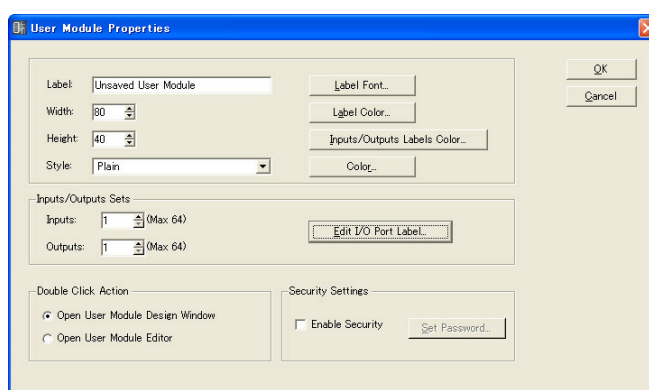 User Module Properties
Label: Unsaved User Module Label Font... OK
Width: 80 Label Color... Cancel
Height: 40 Inputs/Outputs Labels Color...
Style: Plain Color...
Inputs/Outputs Sets
Inputs: 1 (Max 64)
Edit I/O Port Label...
Outputs: 1 (Max 64)
Double Click Action
Open User Module Design Window
Open User Module Editor
Security Settings
Enable Security Set Password...